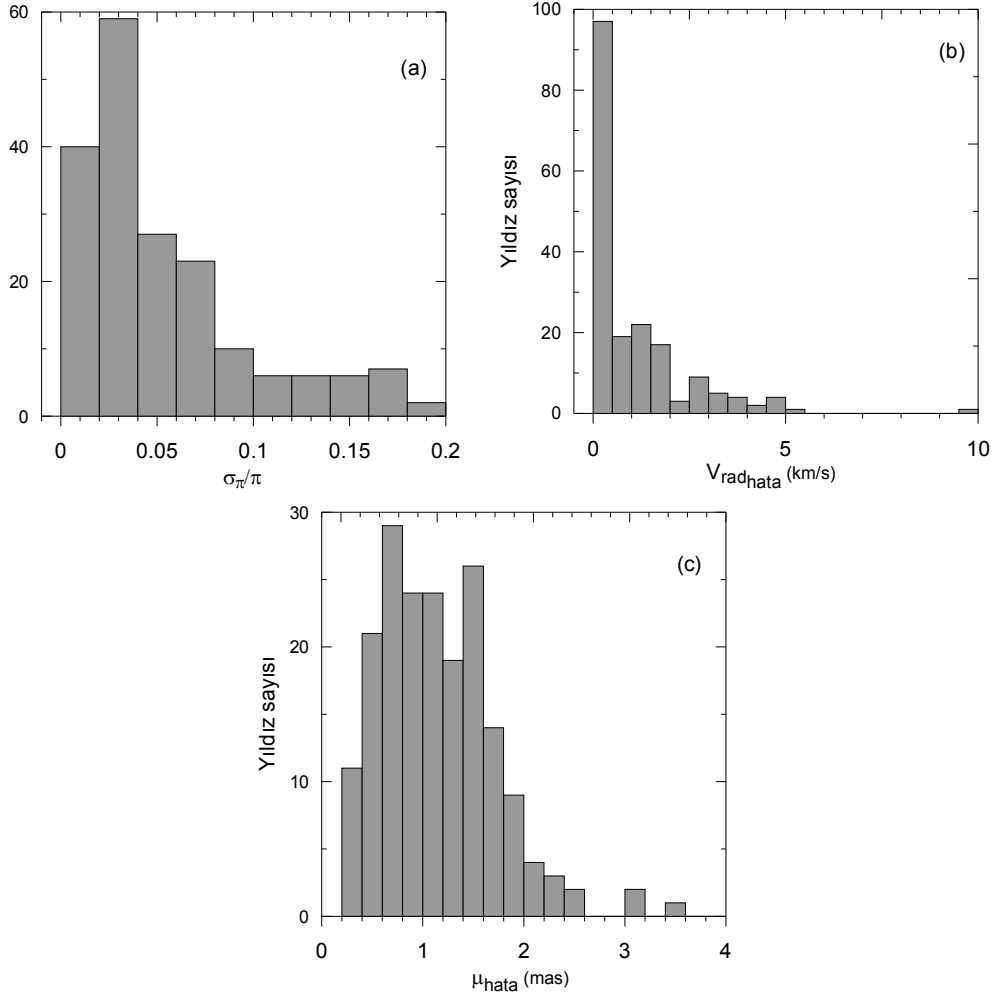 60
(a)
40
20
0
0 0.05 0.1 0.15 0.2
σπ/π
100
(b)
80
60
40
20
0
Yıldız sayısı
0 5 10
Vradhata (km/s)
30
(c)
20
10
0
Yıldız sayısı
0 1 2 3 4
μhata (mas)